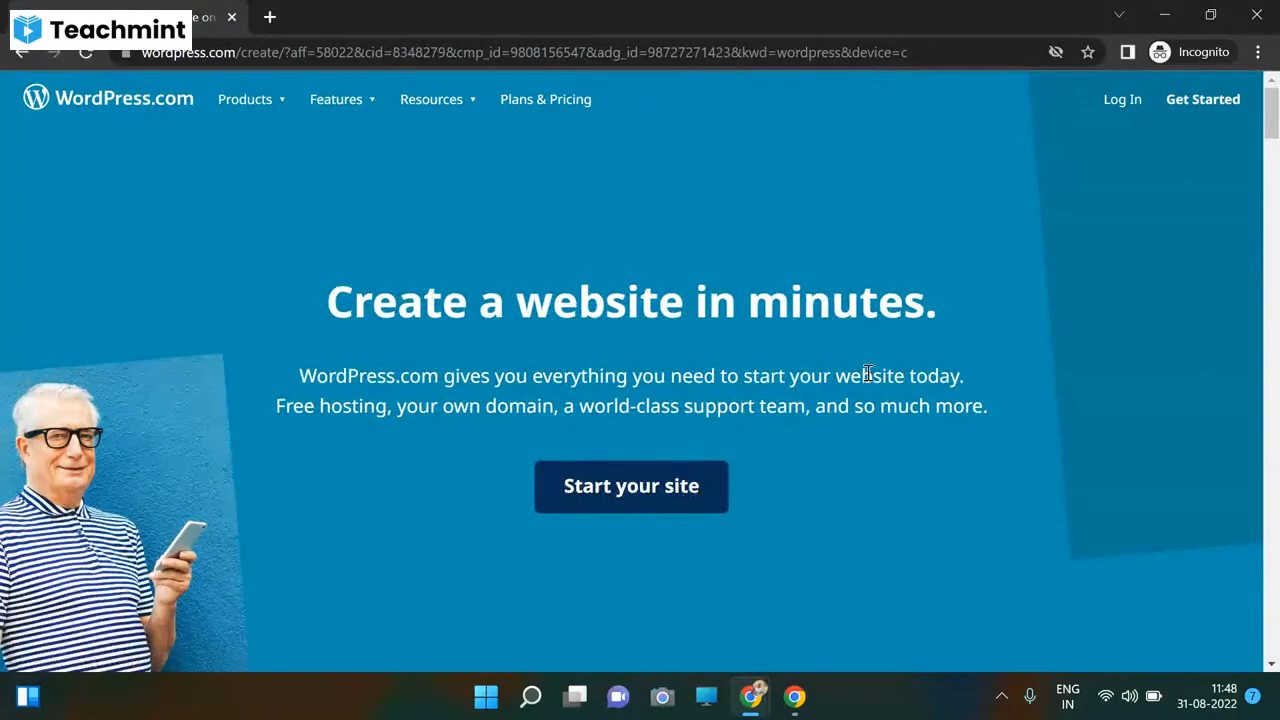 e on
Teachmint
wordpress.com/create/?aff=58022&cid=8348279&cp_id=9808156547&adg_id=98727271412&kwd=wordpress&device=c
Incognito
WordPress.com Products Features Resources Plans & Pricing Log In Get Started
Create a website in minutes.
WordPress.com gives you everything you need to start your website today.
Free hosting, your own domain, a world-class support team, and so much more.
Start your site
ENG 11:48
IN 31-08-2022 7